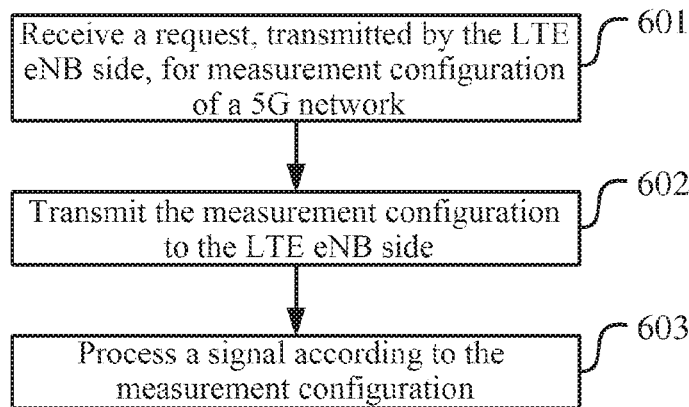 Receive a request, transmitted by the LTE
eNB side, for measurement configuration
of a 5G network
601
Transmit the measurement configuration
to the LTE eNB side
602
Process a signal according to the
measurement configuration
603